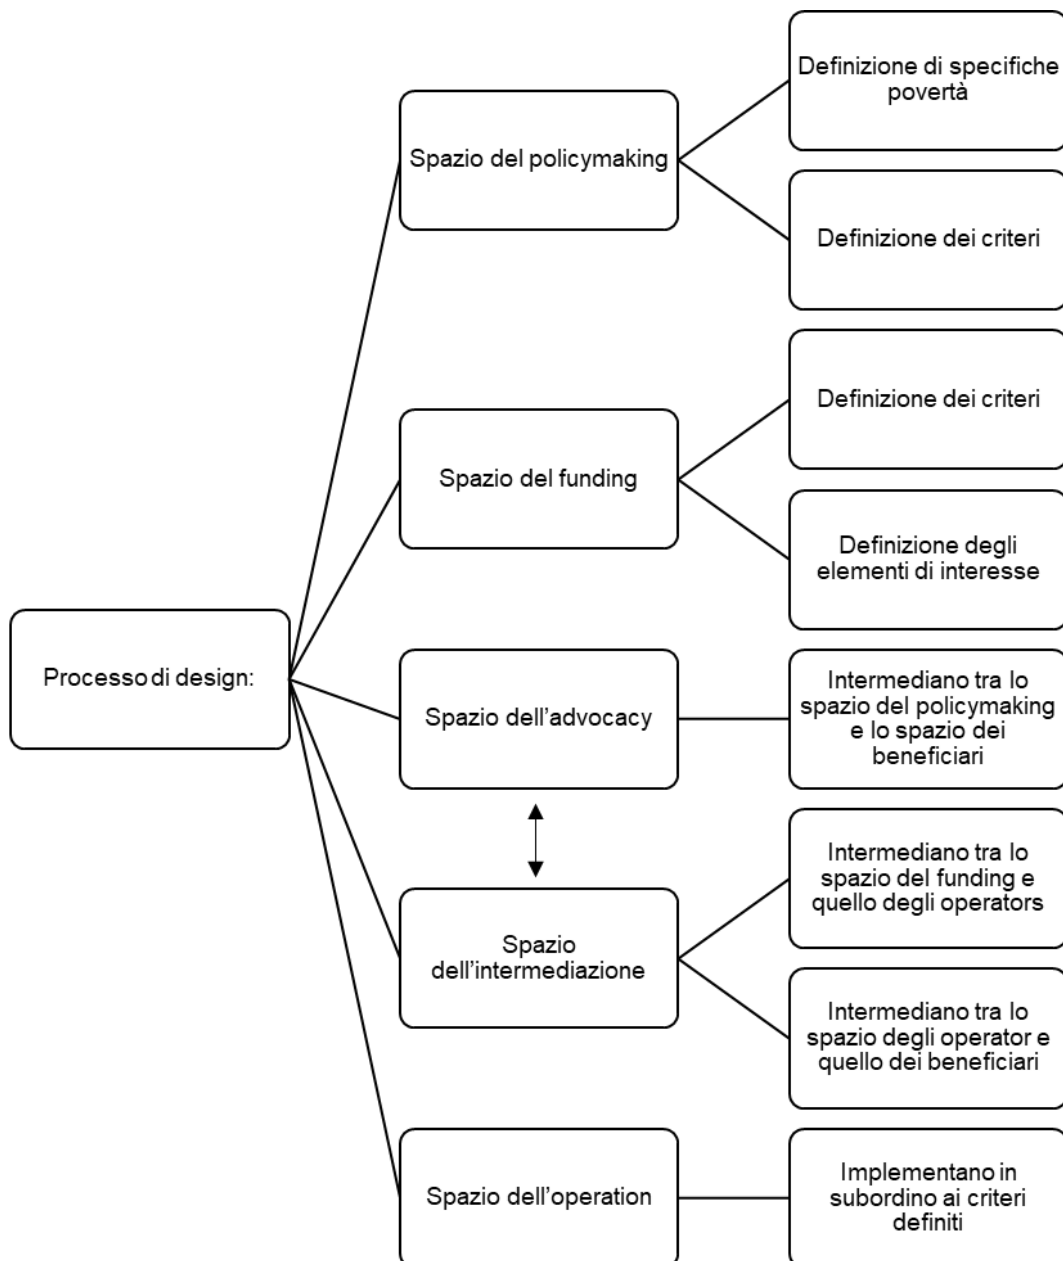 Processo di design:
Spazio del policymaking
Definizione di specifiche
povertà
Definizione dei criteri
Spazio del funding
Definizione dei criteri
Definizione degli
elementi di interesse
Spazio dell'advocacy
Intermediano tra lo
spazio del policymaking
e lo spazio dei
beneficiari
Spazio
dell'intermediazione
Intermediano tra lo
spazio del funding e
quello degli operators
Intermediano tra lo
spazio degli operator e
quello dei beneficiari
Spazio dell'operation
Implementano in
subordino ai criteri
definiti